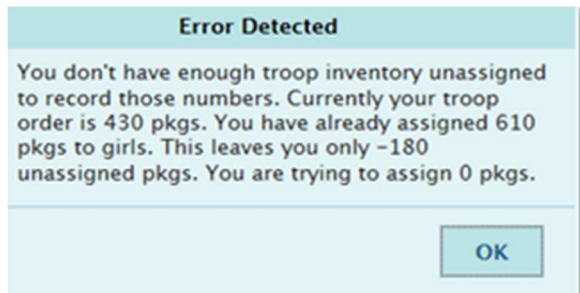 Error Detected
You don't have enough troop inventory unassigned
to record those numbers. Currently your troop
order is 430 pkgs. You have already assigned 610
pkgs to girls. This leaves you only -180
unassigned pkgs. You are trying to assign 0 pkgs.
OK